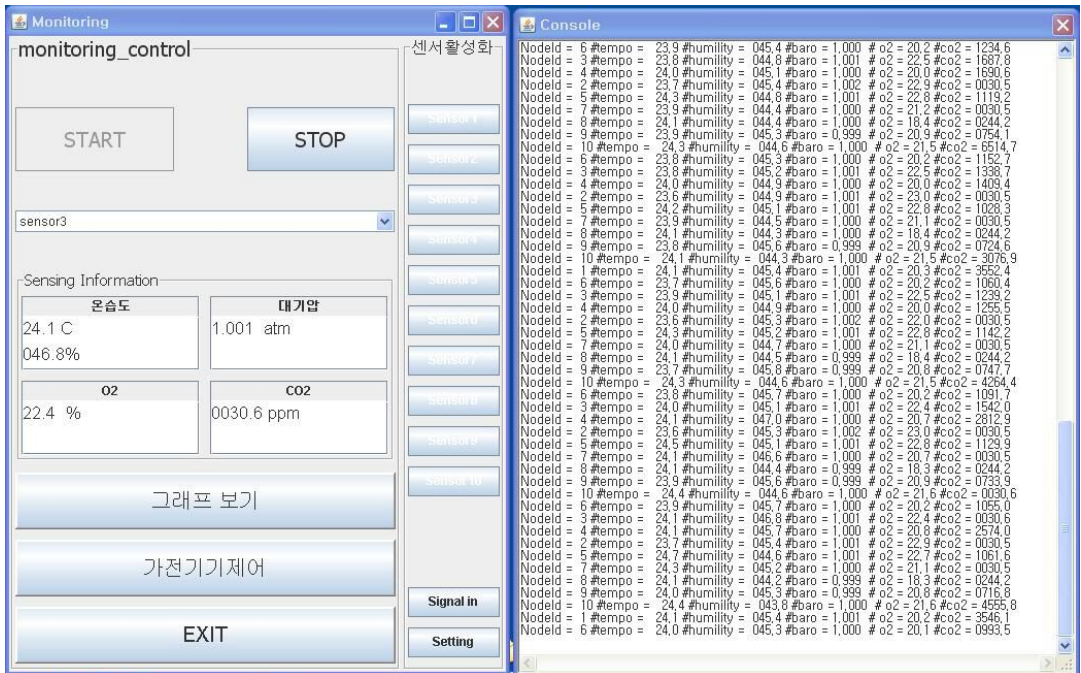 Monitoring
monitoring_control
START
STOP
sensor3
Sensing Information
온습도
대기압
24.1 C
1.001 atm
046.8%
O2
CO2
22.4 %
0030.6 ppm
그래프 보기
가전기기제어
EXIT
센서활성화
Sensor1
Sensor2
Sensor3
Sensor4
Sensor5
Sensor6
Sensor7
Sensor8
Sensor9
Sensor10
Signal in
Setting
Console
NodeId = 6 #tempo = 23,9 #humility = 045,4 #baro = 1,000 # o2 = 20,2 #co2 = 1234,6
NodeId = 3 #tempo = 23,8 #humility = 044,8 #baro = 1,001 # o2 = 22,5 #co2 = 1687,8
NodeId = 4 #tempo = 24,0 #humility = 045,1 #baro = 1,000 # o2 = 20,0 #co2 = 1690,6
NodeId = 2 #tempo = 23,7 #humility = 045,4 #baro = 1,002 # o2 = 22,9 #co2 = 0030,5
NodeId = 5 #tempo = 24,3 #humility = 044,8 #baro = 1,001 # o2 = 22,8 #co2 = 1119,2
NodeId = 7 #tempo = 23,9 #humility = 044,4 #baro = 1,000 # o2 = 21,2 #co2 = 0030,5
NodeId = 8 #tempo = 24,1 #humility = 044,4 #baro = 1,000 # o2 = 18,4 #co2 = 0244,2
NodeId = 9 #tempo = 23,9 #humility = 045,3 #baro = 0,999 # o2 = 20,9 #co2 = 0754,1
NodeId = 10 #tempo = 24,3 #humility = 044,6 #baro = 1,000 # o2 = 21,5 #co2 = 6514,7
NodeId = 6 #tempo = 23,8 #humility = 045,3 #baro = 1,000 # o2 = 20,2 #co2 = 1152,7
NodeId = 3 #tempo = 23,8 #humility = 045,2 #baro = 1,001 # o2 = 22,5 #co2 = 1338,7
NodeId = 4 #tempo = 24,0 #humility = 044,9 #baro = 1,000 # o2 = 20,0 #co2 = 1409,4
NodeId = 2 #tempo = 23,6 #humility = 044,9 #baro = 1,001 # o2 = 23,0 #co2 = 0030,5
NodeId = 5 #tempo = 24,2 #humility = 045,1 #baro = 1,001 # o2 = 22,8 #co2 = 1028,3
NodeId = 7 #tempo = 23,9 #humility = 044,5 #baro = 1,000 # o2 = 21,1 #co2 = 0030,5
NodeId = 8 #tempo = 24,1 #humility = 044,3 #baro = 1,000 # o2 = 18,4 #co2 = 0244,2
NodeId = 9 #tempo = 23,8 #humility = 045,6 #baro = 0,999 # o2 = 20,9 #co2 = 0724,6
NodeId = 10 #tempo = 24,1 #humility = 044,3 #baro = 1,000 # o2 = 21,5 #co2 = 3076,9
NodeId = 1 #tempo = 24,1 #humility = 045,4 #baro = 1,001 # o2 = 20,3 #co2 = 3552,4
NodeId = 6 #tempo = 23,7 #humility = 045,6 #baro = 1,000 # o2 = 20,2 #co2 = 1060,4
NodeId = 3 #tempo = 23,9 #humility = 045,1 #baro = 1,001 # o2 = 22,5 #co2 = 1239,2
NodeId = 4 #tempo = 24,0 #humility = 044,9 #baro = 1,000 # o2 = 20,0 #co2 = 1255,5
NodeId = 2 #tempo = 23,6 #humility = 045,3 #baro = 1,002 # o2 = 22,0 #co2 = 0030,5
NodeId = 5 #tempo = 24,3 #humility = 045,2 #baro = 1,001 # o2 = 22,8 #co2 = 1142,2
NodeId = 7 #tempo = 24,0 #humility = 044,7 #baro = 1,000 # o2 = 21,1 #co2 = 0030,5
NodeId = 8 #tempo = 24,1 #humility = 044,5 #baro = 0,999 # o2 = 18,4 #co2 = 0244,2
NodeId = 9 #tempo = 23,7 #humility = 045,8 #baro = 0,999 # o2 = 20,8 #co2 = 0747,7
NodeId = 10 #tempo = 24,3 #humility = 044,6 #baro = 1,000 # o2 = 21,5 #co2 = 4264,4
NodeId = 6 #tempo = 23,8 #humility = 045,7 #baro = 1,000 # o2 = 20,2 #co2 = 1091,7
NodeId = 3 #tempo = 24,0 #humility = 045,1 #baro = 1,001 # o2 = 22,4 #co2 = 1542,0
NodeId = 4 #tempo = 24,1 #humility = 047,0 #baro = 1,000 # o2 = 20,7 #co2 = 2812,9
NodeId = 2 #tempo = 23,6 #humility = 045,3 #baro = 1,002 # o2 = 23,0 #co2 = 0030,5
NodeId = 5 #tempo = 24,5 #humility = 045,1 #baro = 1,001 # o2 = 22,8 #co2 = 1129,9
NodeId = 7 #tempo = 24,1 #humility = 046,6 #baro = 1,000 # o2 = 20,7 #co2 = 0030,5
NodeId = 8 #tempo = 24,1 #humility = 044,4 #baro = 0,999 # o2 = 18,3 #co2 = 0244,2
NodeId = 9 #tempo = 23,9 #humility = 045,6 #baro = 0,999 # o2 = 20,9 #co2 = 0733,9
NodeId = 10 #tempo = 24,4 #humility = 044,6 #baro = 1,000 # o2 = 21,6 #co2 = 0030,6
NodeId = 6 #tempo = 23,9 #humility = 045,7 #baro = 1,000 # o2 = 20,2 #co2 = 1055,0
NodeId = 3 #tempo = 24,1 #humility = 046,8 #baro = 1,001 # o2 = 22,4 #co2 = 0030,6
NodeId = 4 #tempo = 24,1 #humility = 045,7 #baro = 1,000 # o2 = 20,8 #co2 = 2574,0
NodeId = 2 #tempo = 23,7 #humility = 045,4 #baro = 1,001 # o2 = 22,9 #co2 = 0030,5
NodeId = 5 #tempo = 24,7 #humility = 044,6 #baro = 1,001 # o2 = 22,7 #co2 = 1061,6
NodeId = 7 #tempo = 24,3 #humility = 045,2 #baro = 1,000 # o2 = 21,1 #co2 = 0030,5
NodeId = 8 #tempo = 24,1 #humility = 044,2 #baro = 0,999 # o2 = 18,3 #co2 = 0244,2
NodeId = 9 #tempo = 24,0 #humility = 045,3 #baro = 0,999 # o2 = 20,8 #co2 = 0716,8
NodeId = 10 #tempo = 24,4 #humility = 043,8 #baro = 1,000 # o2 = 21,6 #co2 = 4555,8
NodeId = 1 #tempo = 24,1 #humility = 045,4 #baro = 1,001 # o2 = 20,2 #co2 = 3546,1
NodeId = 6 #tempo = 24,0 #humility = 045,3 #baro = 1,000 # o2 = 20,1 #co2 = 0993,5